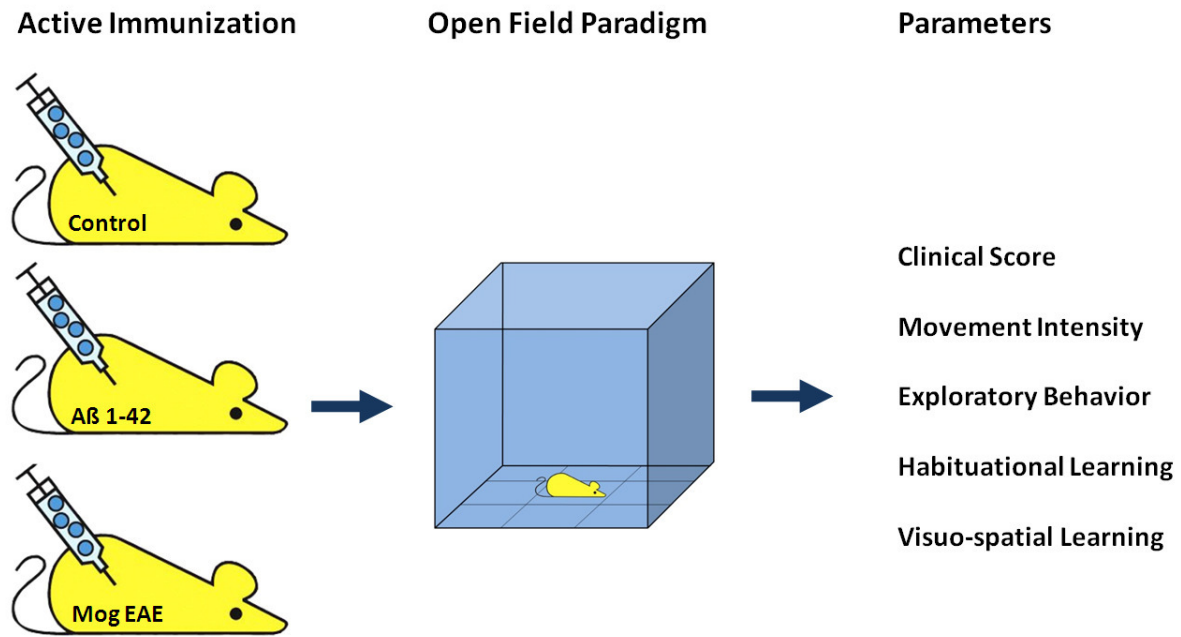 Active Immunization
Open Field Paradigm
Parameters
Control
Aß 1-42
Mog EAE
Clinical Score
Movement Intensity
Exploratory Behavior
Habituational Learning
Visuo-spatial Learning